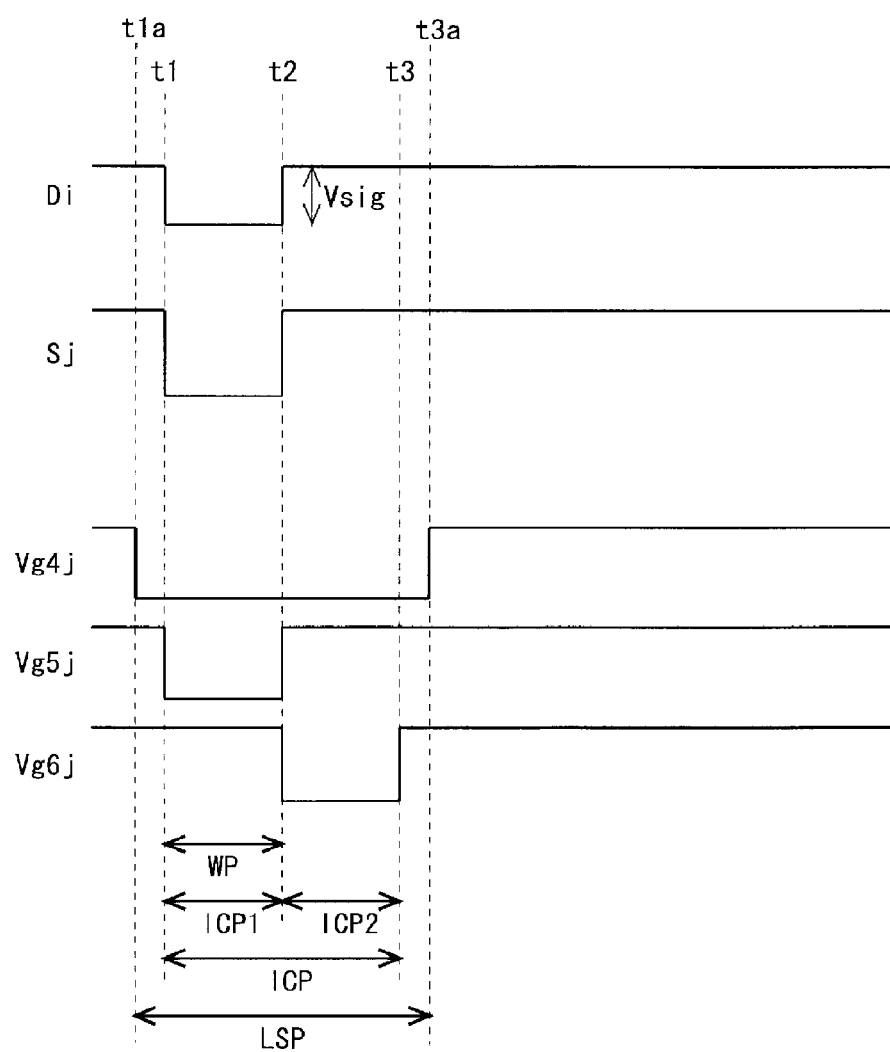 t1a
t3a
t1
t2
t3
Di
Vsig
Sj
Vg4j
Vg5j
Vg6j
WP
ICP1
ICP2
ICP
LSP